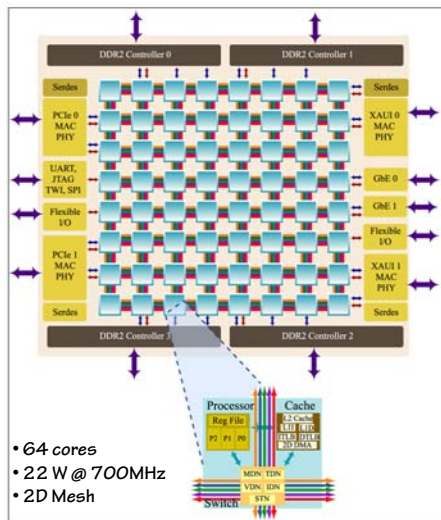 DDR2 Controller 0
DDR2 Controller 1
Serdes
Serdes
PCIe 0
MAC
PHY
XAUI 0
MAC
PHY
UART,
JTAG
TWI, SPI
GbE 0
Flexible
I/O
GbE 1
Flexible
I/O
PCIe 1
MAC
PHY
XAUI 1
MAC
PHY
Serdes
Serdes
DDR2 Controller 3
DDR2 Controller 2
Processor
Cache
Reg File
P2 P1 P0
L2 Cache
L1I L1D
ITLB DTLB
2D DMA
MDN TDN
VDN IDN
STN
Switch
• 64 cores
• 22 W @ 700MHz
• 2D Mesh